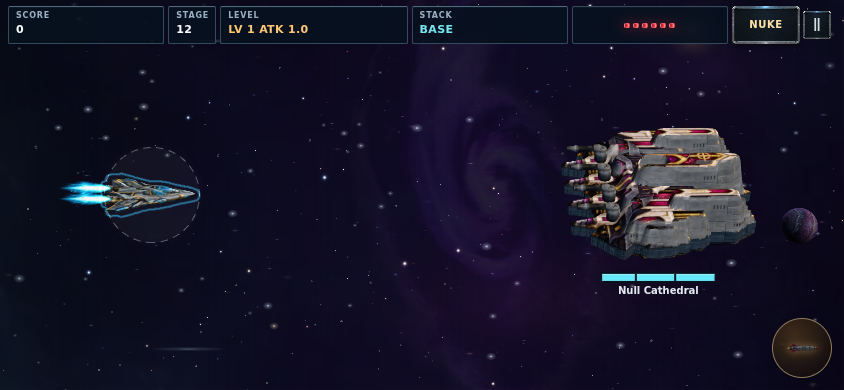 SCORE
0
STAGE
12
LEVEL
LV 1 ATK 1.0
STACK
BASE
NUKE
Null Cathedral